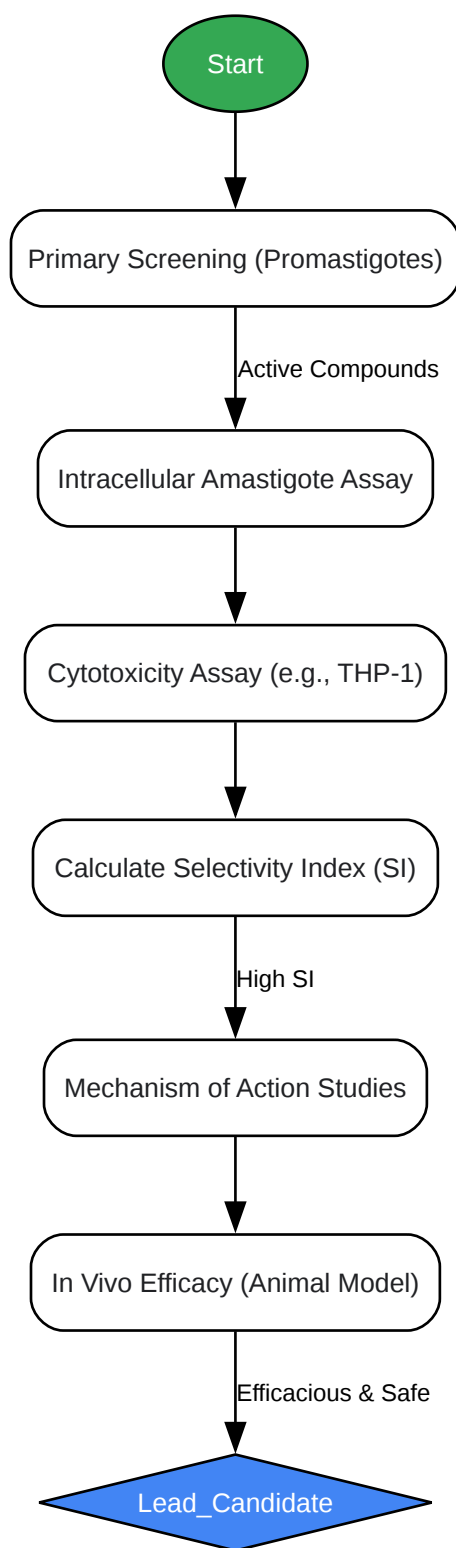 Start
Primary Screening (Promastigotes)
Active Compounds
Intracellular Amastigote Assay
Cytotoxicity Assay (e.g., THP-1)
Calculate Selectivity Index (SI)
High SI
Mechanism of Action Studies
In Vivo Efficacy (Animal Model)
Efficacious & Safe
Lead_Candidate